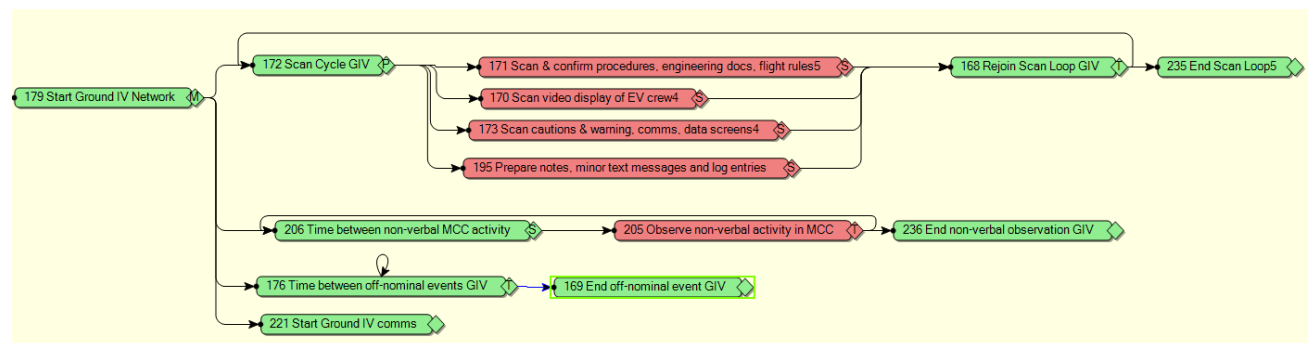 172 Scan Cycle GIV P
171 Scan & confirm procedures, engineering docs, flight rules5 S
168 Rejoin Scan Loop GIV T
235 End Scan Loop5
179 Start Ground IV Network M
170 Scan video display of EV crew4 S
173 Scan cautions & warning, comms, data screens4 S
195 Prepare notes, minor text messages and log entries S
206 Time between non-verbal MCC activity S
205 Observe non-verbal activity in MCC T
236 End non-verbal observation GIV
176 Time between off-nominal events GIV T
169 End off-nominal event GIV
221 Start Ground IV comms